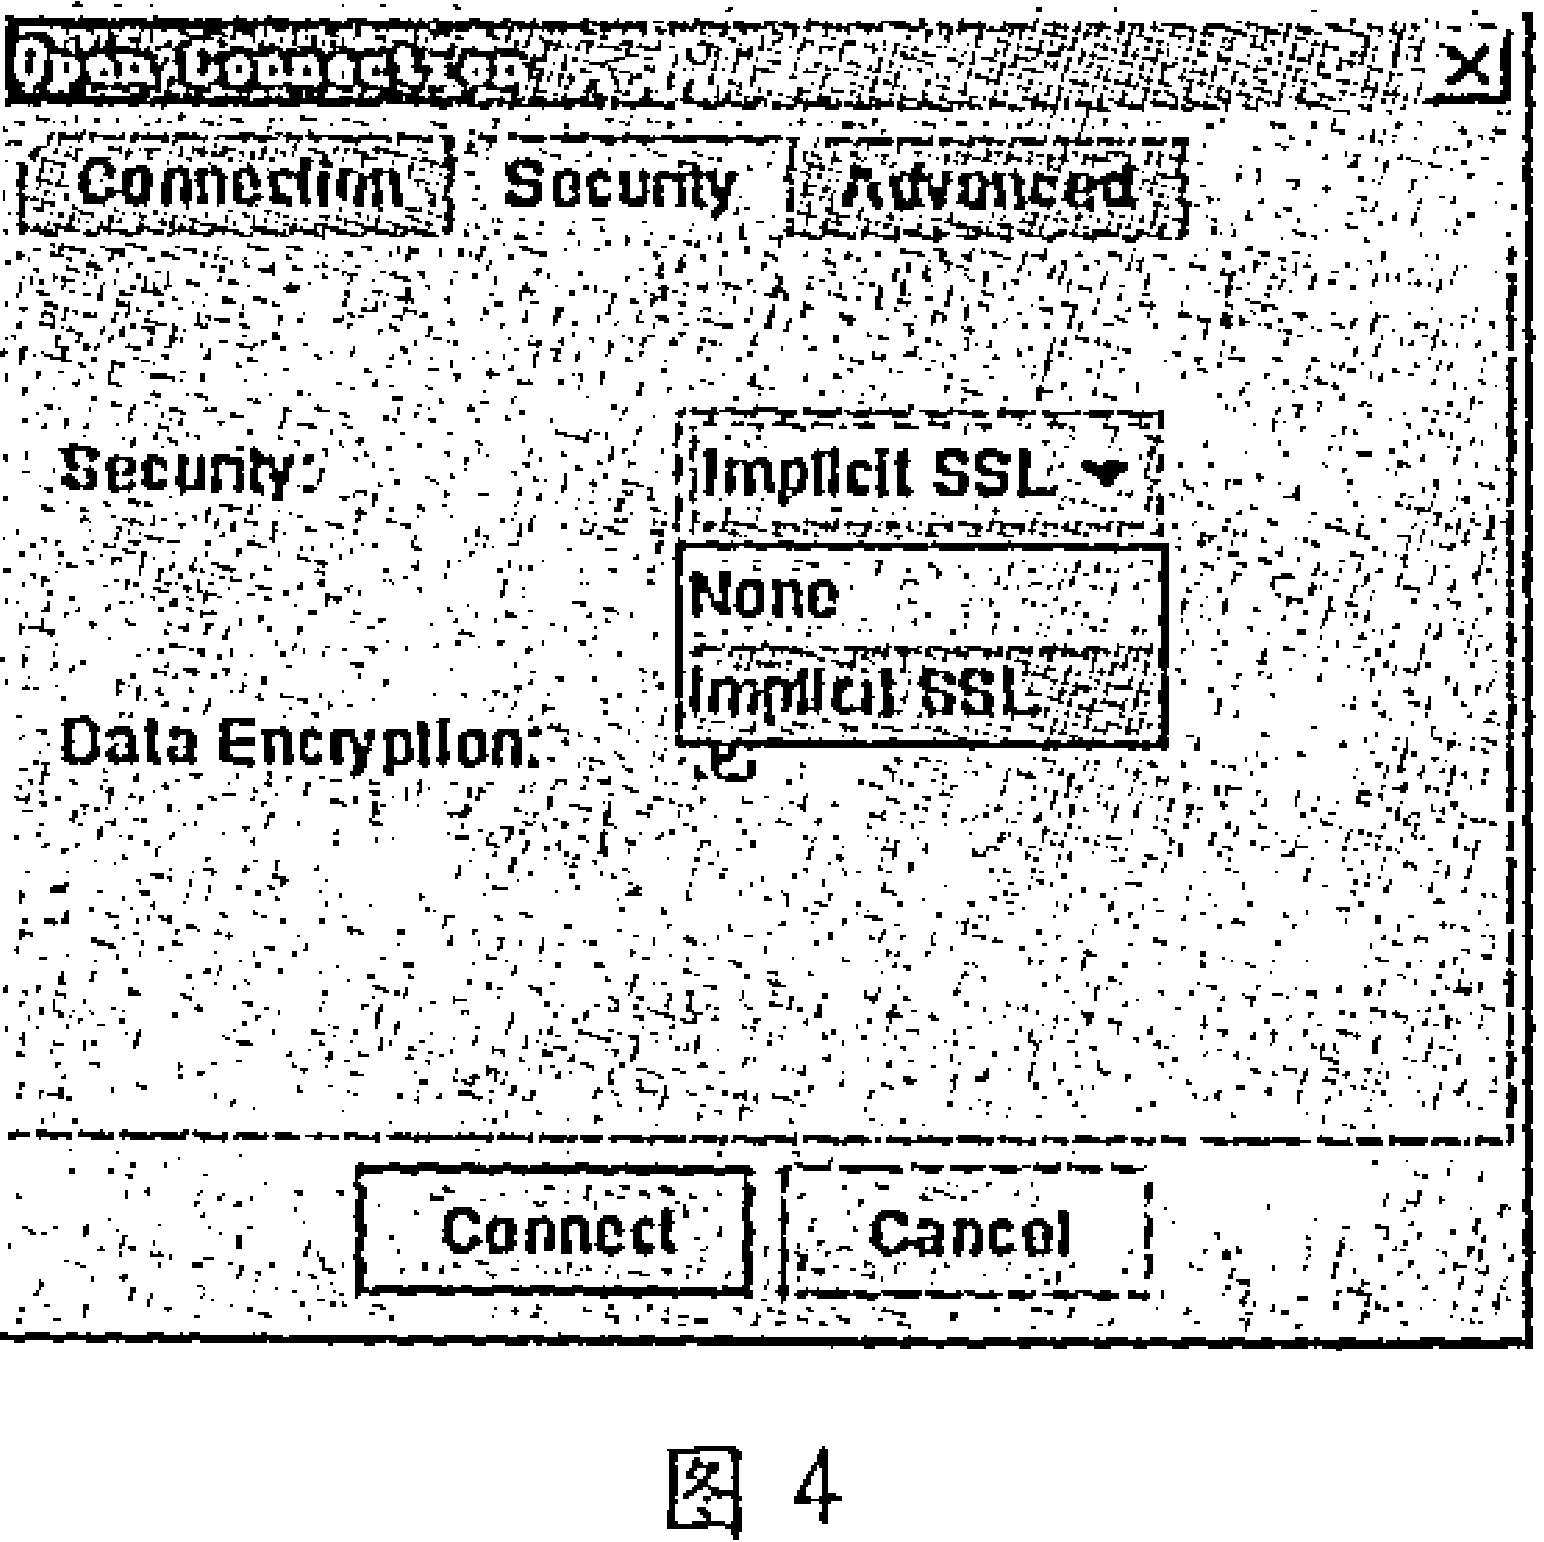 Open Connection
Connection Security Advanced
Security: Implicit SSL
None
Implicit SSL
Data Encryption:
Connect Cancel
图 4